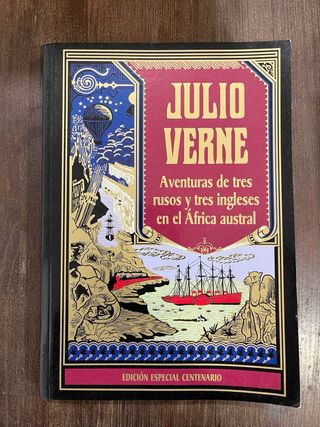 JULIO
VERNE
Aventuras de tres
rusos y tres ingleses
en el África austral
EDICIÓN ESPECIAL CENTENARIO